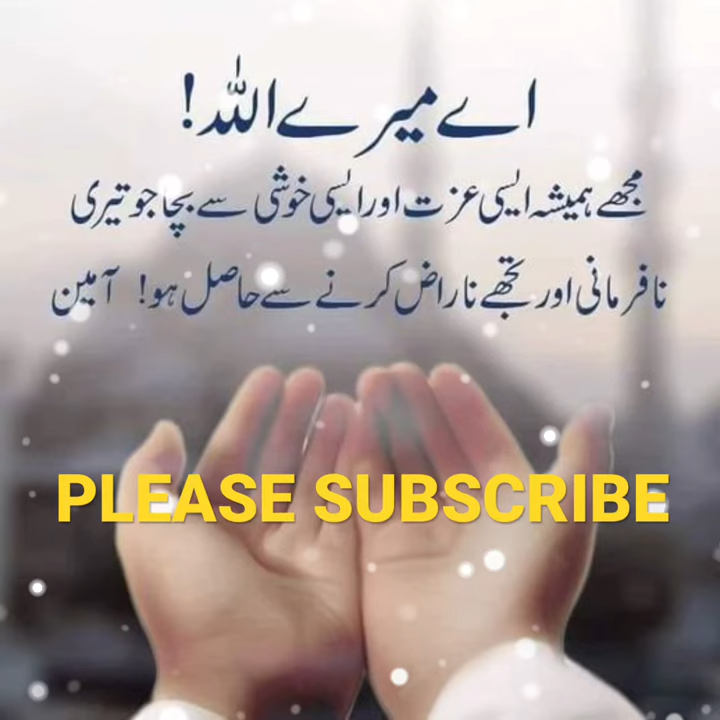 اے میرے اللہ!
مجھے ہمیشہ ایسی عزت اور ایسی خوشی سے بچا جو تیری
نافرمانی اور تجھے ناراض کرنے سے حاصل ہو! آمین
PLEASE SUBSCRIBE